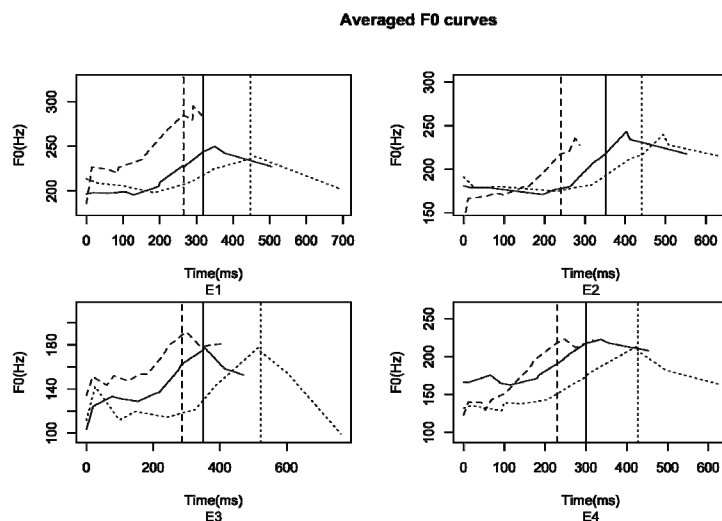 Averaged F0 curves
F0(Hz)
200 250 300
0 100 200 300 400 500 600 700
Time(ms)
E1
F0(Hz)
150 200 250 300
0 100 200 300 400 500 600
Time(ms)
E2
F0(Hz)
100 140 180
0 200 400 600
Time(ms)
E3
F0(Hz)
100 150 200 250
0 100 200 300 400 500 600
Time(ms)
E4